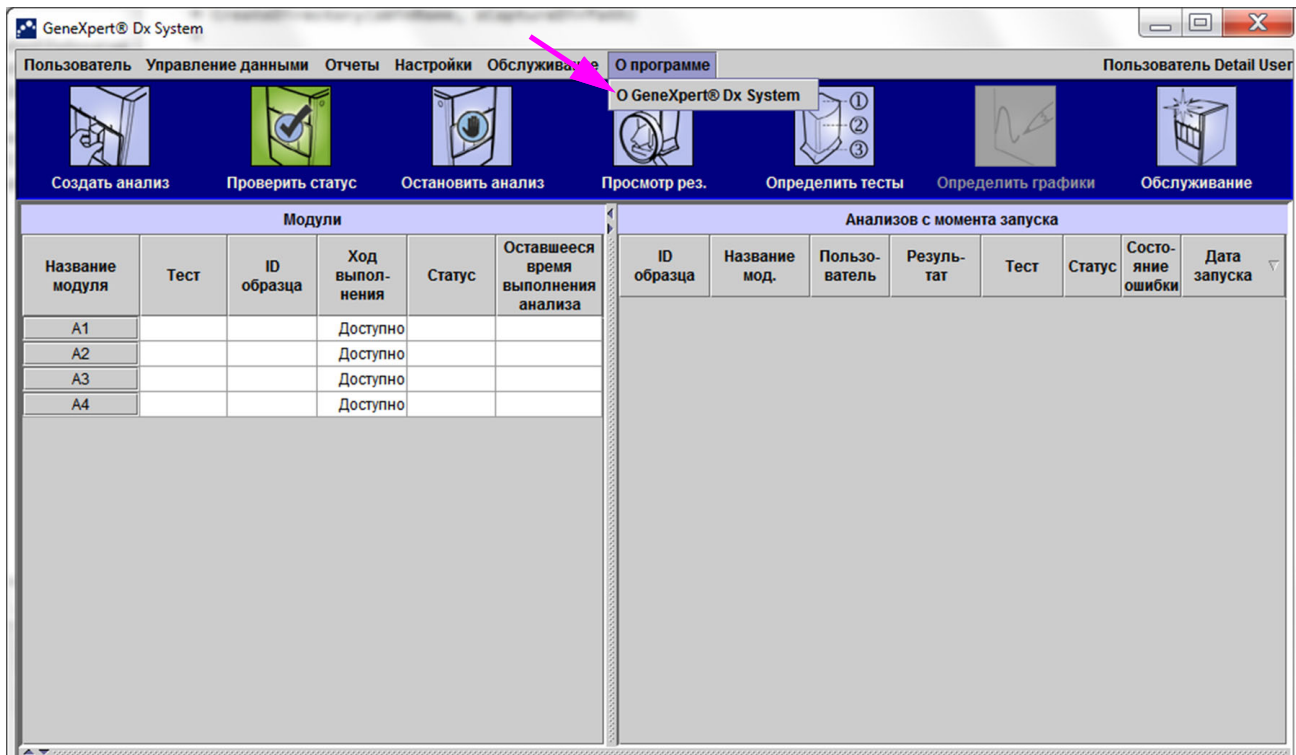 GeneXpert® Dx System
Пользователь Управление данными Отчеты Настройки Обслуживание О программе Пользователь Detail User
О GeneXpert® Dx System
1
2
3
Создать анализ Проверить статус Остановить анализ Просмотр рез. Определить тесты Определить графики Обслуживание
Модули
Название модуля
Тест
ID образца
Ход выпол-
нения
Статус
Оставшееся
время
выполнения
анализа
A1 Доступно
A2 Доступно
A3 Доступно
A4 Доступно
Анализов с момента запуска
ID
образца
Название
мод.
Пользо-
ватель
Резуль-
тат
Тест
Статус
Состо-
яние
ошибки
Дата
запуска